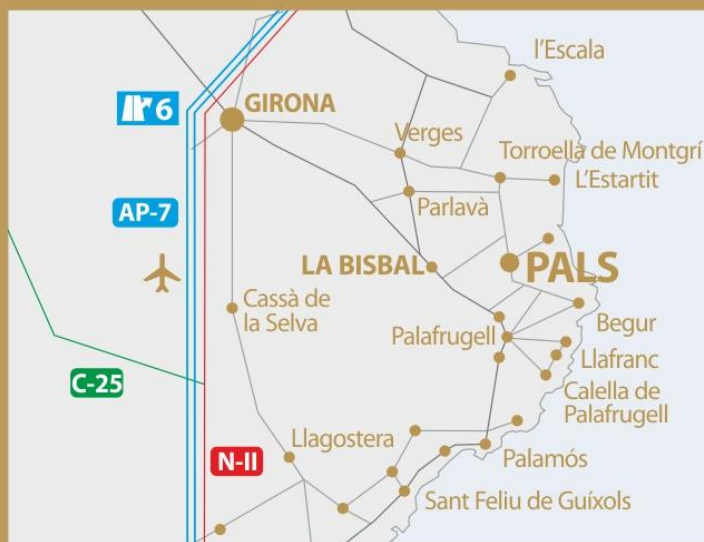 l'Escala
6
GIRONA
Verges
Torroella de Montgrí
L'Estartit
Parlavà
AP-7
LA BISBAL
PALS
Cassà de
la Selva
Begur
Palafrugell
Llafranc
C-25
Calella de
Palafrugell
Llagostera
N-II
Palamós
Sant Feliu de Guíxols